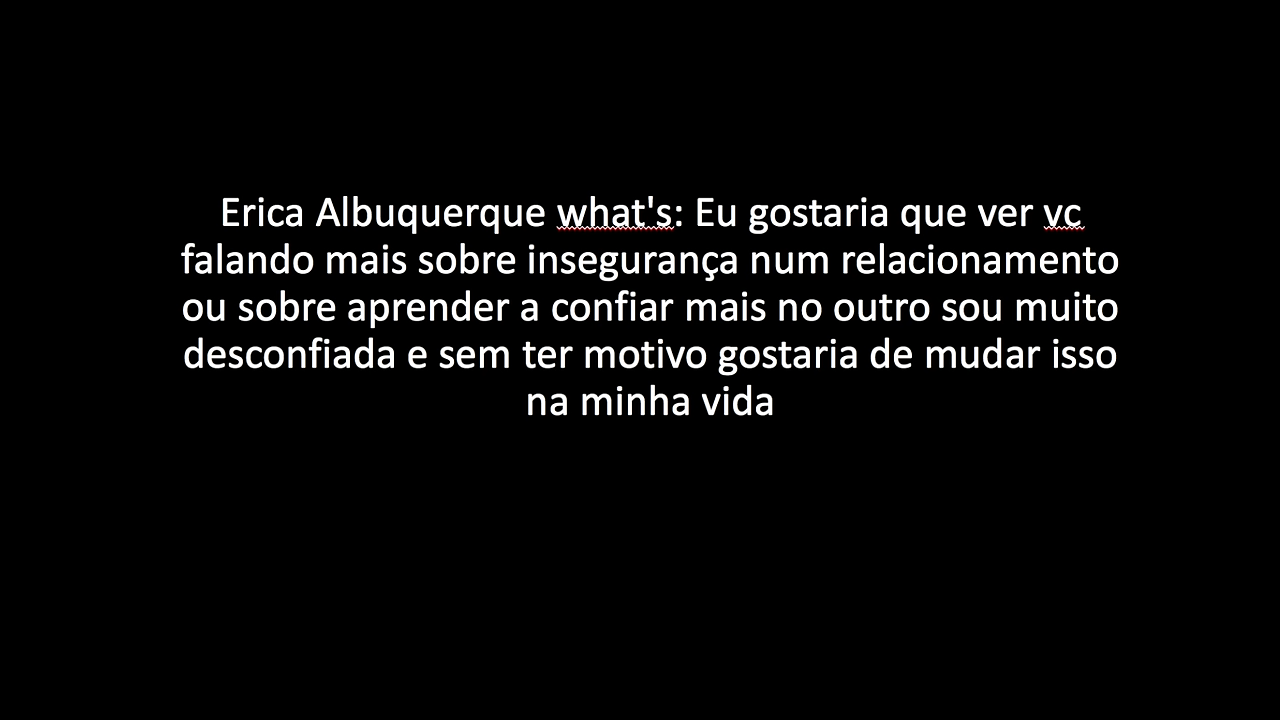 Erica Albuquerque what's: Eu gostaria que ver vc
falando mais sobre insegurança num relacionamento
ou sobre aprender a confiar mais no outro sou muito
desconfiada e sem ter motivo gostaria de mudar isso
na minha vida